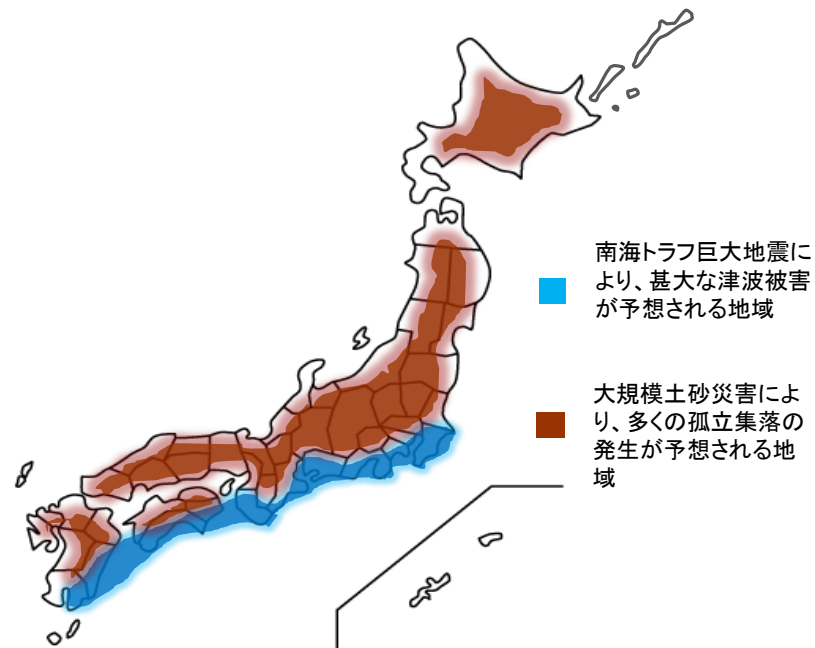 南海トラフ巨大地震に
より、甚大な津波被害
が予想される地域
大規模土砂災害によ
り、多くの孤立集落の
発生が予想される地
域